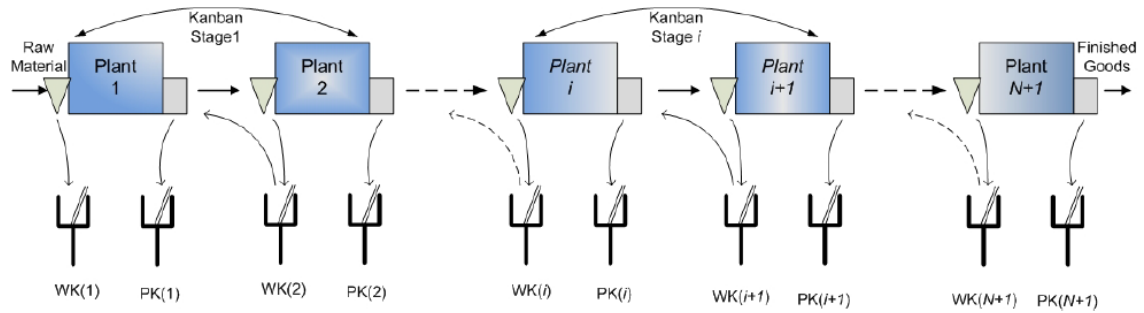 Kanban
Stage1
Kanban
Stage i
Raw
Material
Plant
1
Plant
2
Plant
i
Plant
i+1
Plant
N+1
Finished
Goods
WK(1)
PK(1)
WK(2)
PK(2)
WK(i)
PK(i)
WK(i+1)
PK(i+1)
WK(N+1)
PK(N+1)